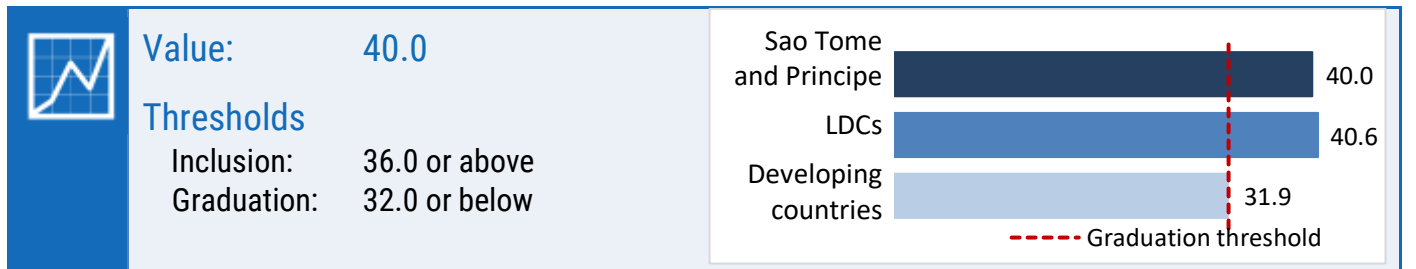 Value: 40.0
Thresholds
Inclusion: 36.0 or above
Graduation: 32.0 or below
Sao Tome
and Principe
40.0
LDCs
40.6
Developing
countries
31.9
Graduation threshold